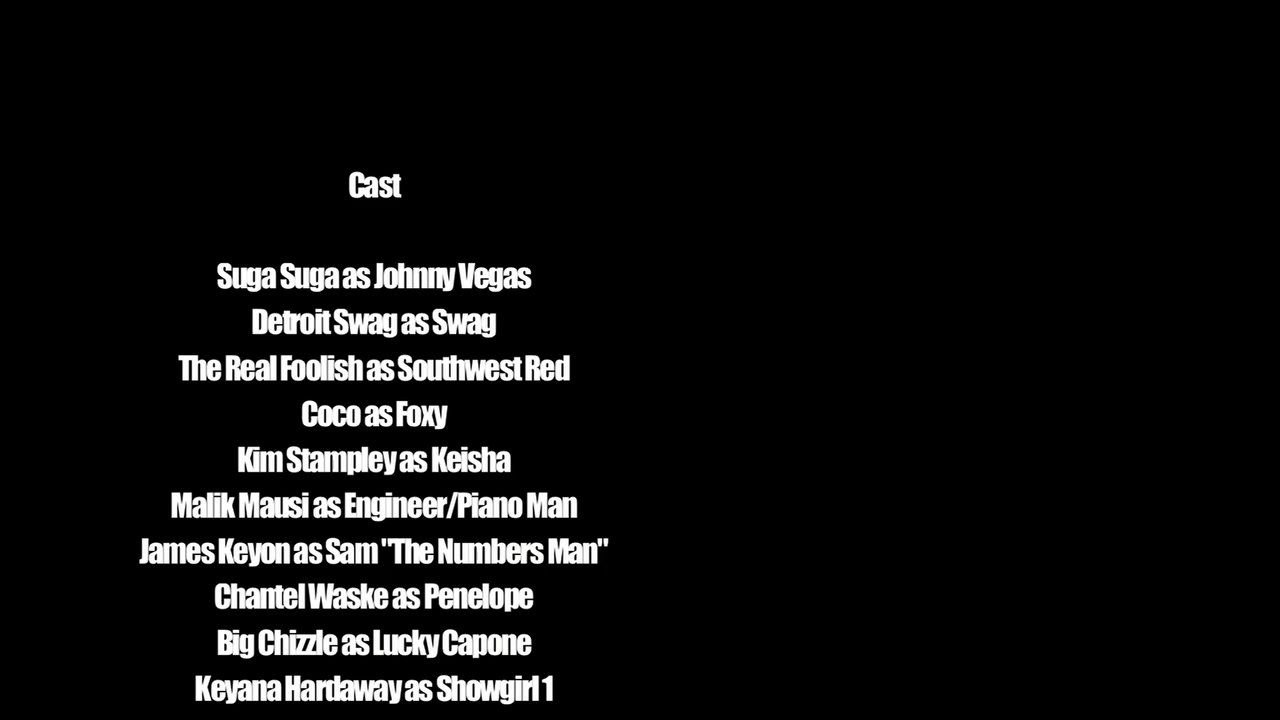 Cast
Suga Suga as Johnny Vegas
Detroit Swag as Swag
The Real Foolish as Southwest Red
Coco as Foxy
Kim Stampley as Keisha
Malik Mausi as Engineer/Piano Man
James Keyon as Sam "The Numbers Man"
Chantel Waske as Penelope
Big Chizzle as Lucky Capone
Keyana Hardaway as Showgirl 1